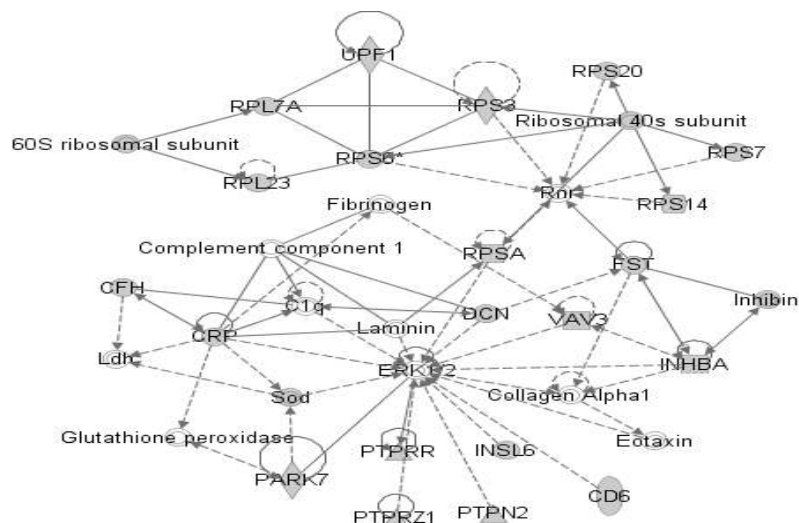 UPF1
RPS20
RPL7A
RPS3
Ribosomal 40s subunit
60S ribosomal subunit
RPS6*
RPS7
RPL23
Rnr
RPS14
Fibrinogen
Complement component 1
RPSA
FST
CFH
C1q
DCN
Inhibin
Laminin
VAV3
CRP
Ldh
ERK1/2
INHBA
Sod
Collagen Alpha1
Glutathione peroxidase
PTPRR
INSL6
Eotaxin
PARK7
CD6
PTPRZ1
PTPN2